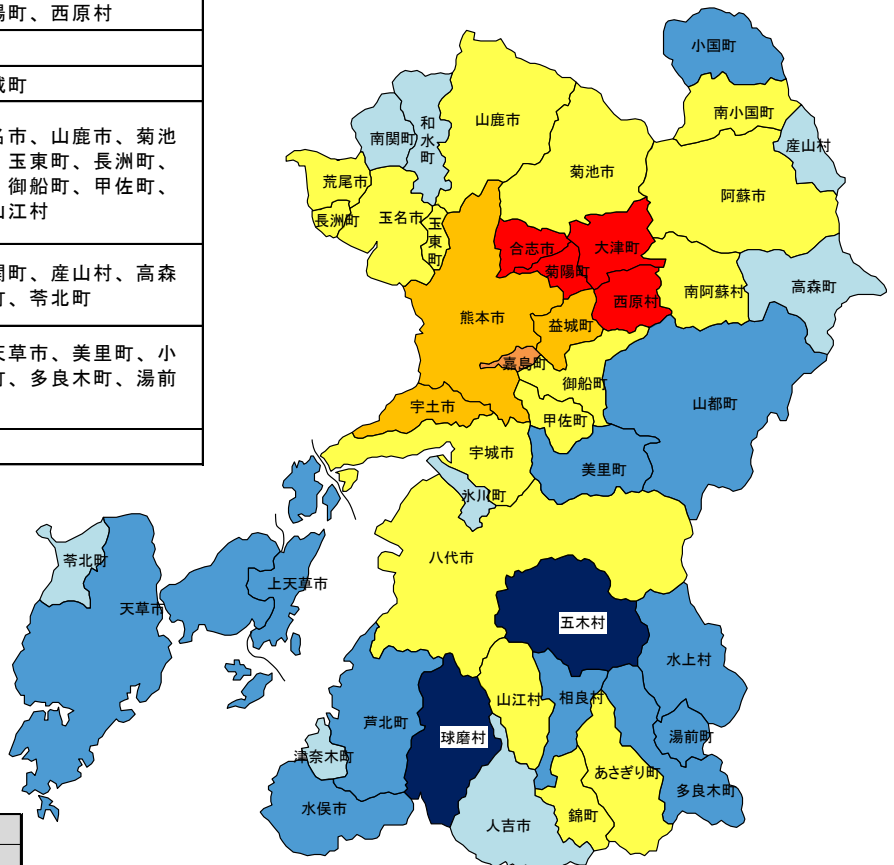 陽町、西原村
城町
名市、山鹿市、菊池
玉東町、長洲町、
御船町、甲佐町、
山江村
関町、産山村、高森
町、苓北町
天草市、美里町、小
町、多良木町、湯前
小国町
南小国町
産山村
山鹿市
和水町
南関町
菊池市
阿蘇市
荒尾市
長洲町
玉名市
玉東町
合志市
大津町
菊陽町
西原村
南阿蘇村
高森町
熊本市
益城町
嘉島町
御船町
山都町
宇土市
甲佐町
宇城市
美里町
氷川町
八代市
苓北町
天草市
上天草市
五木村
水上村
山江村
相良村
芦北町
球磨村
湯前町
津奈木町
あさぎり町
多良木町
水俣市
人吉市
錦町